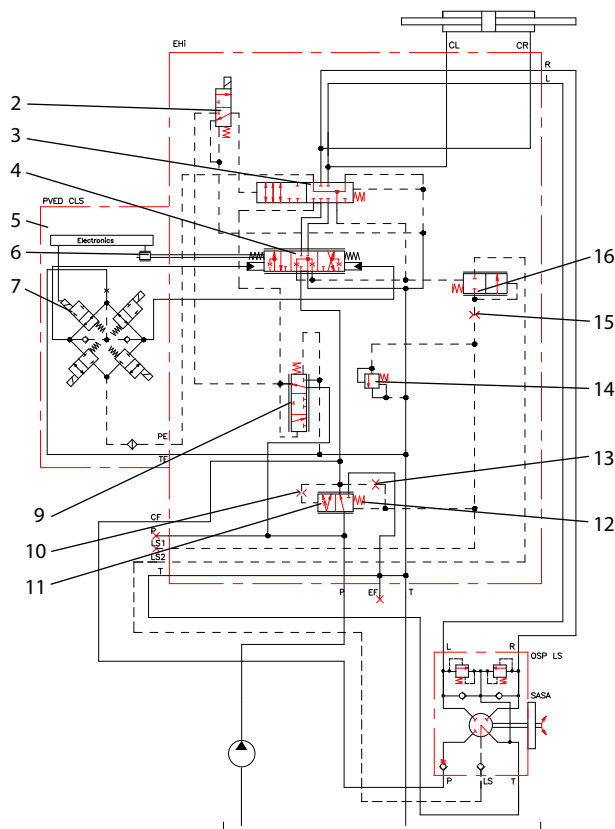 EHi
CL
CR
R
L
2
3
4
PVED CLS
5
Electronics
6
7
16
15
14
PE
TE
9
13
10
12
11
CF
P
LS1
LS2
T
P
EF
T
L
R
OSP LS
SASA
P
LS
T